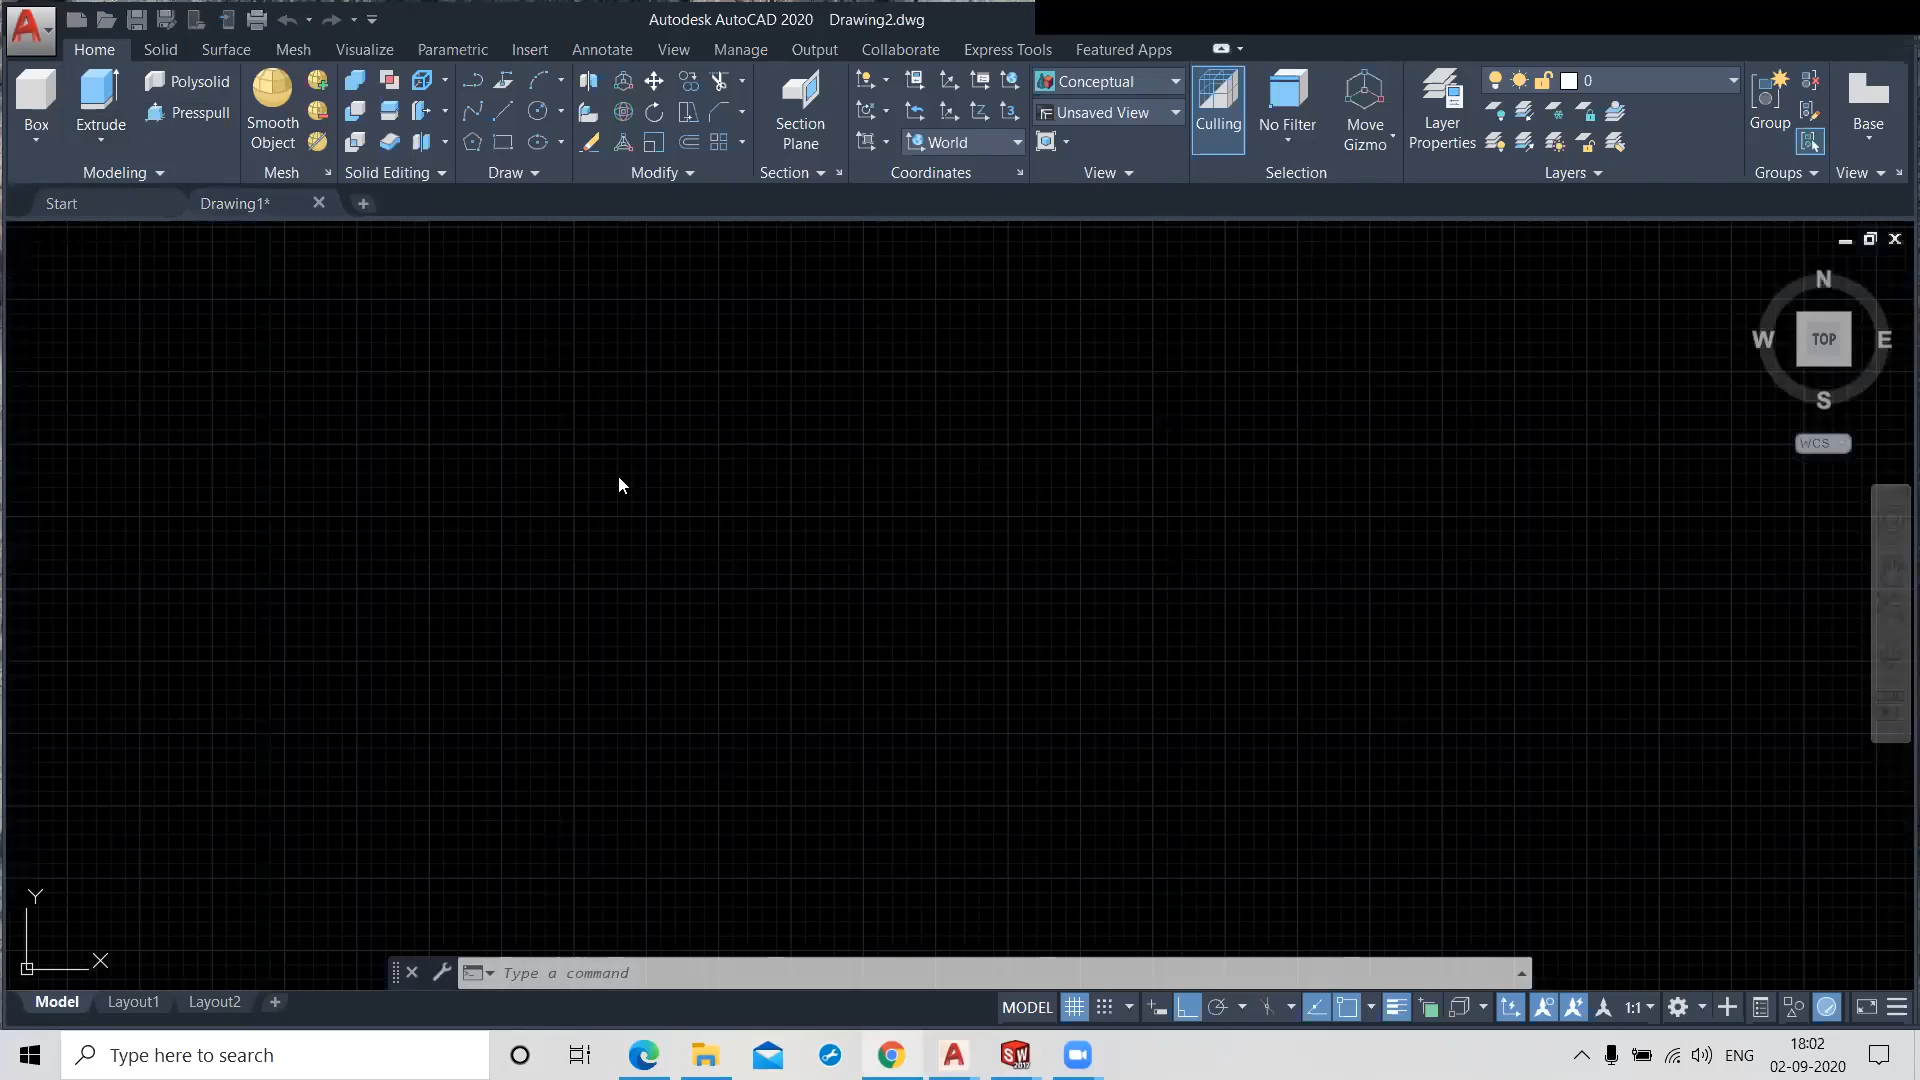 Autodesk AutoCAD 2020 Drawing2.dwg
Home Solid Surface Mesh Visualize Parametric Insert Annotate View Manage Output Collaborate Express Tools Featured Apps
Box
Extrude
Polysolid
Presspull
Smooth
Object
Section
Plane
World
Conceptual
Unsaved View
Culling
No Filter
Move
Gizmo
Layer
Properties
0
Group
Base
Modeling Mesh Solid Editing Draw Modify Section Coordinates View Selection Layers Groups View
Start Drawing1*
N
W TOP E
S
WCS
Y
X
Type a command
Model Layout1 Layout2
MODEL 1:1
Type here to search
SW
2017
ENG
18:02
02-09-2020